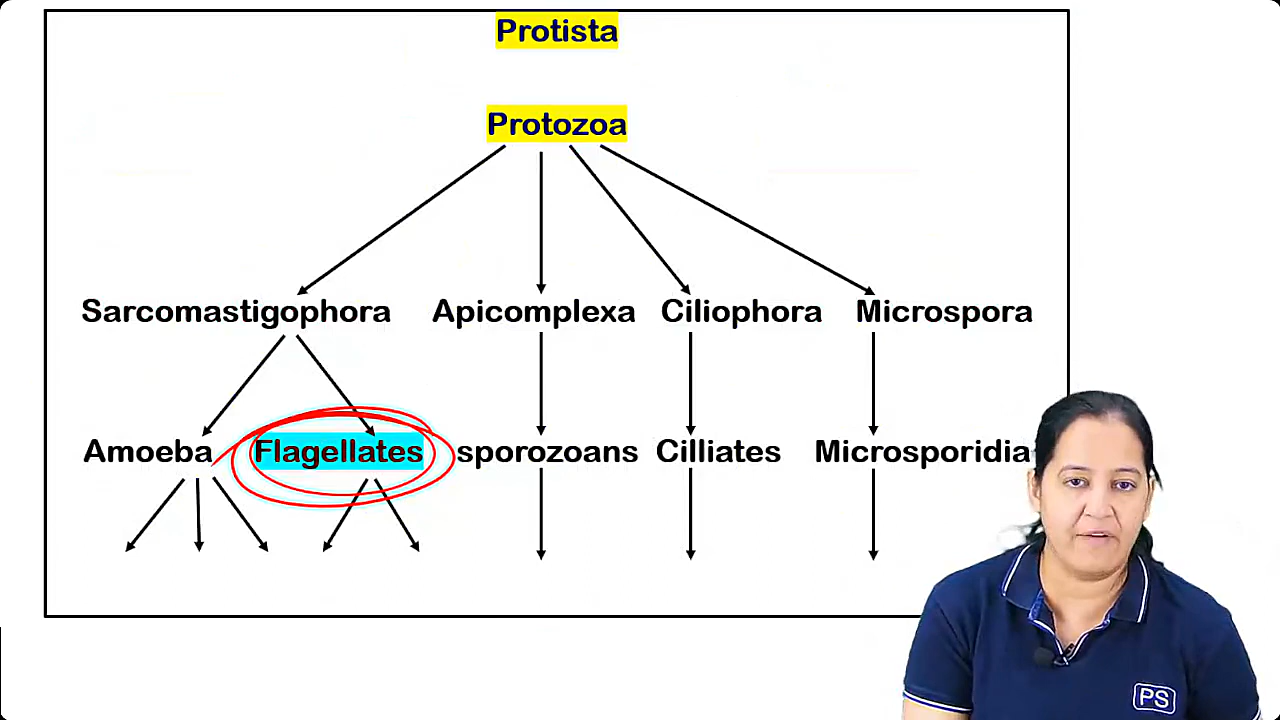 Protista
Protozoa
Sarcomastigophora Apicomplexa Ciliophora Microspora
Amoeba Flagellates sporozoans Cilliates Microsporidia
PS